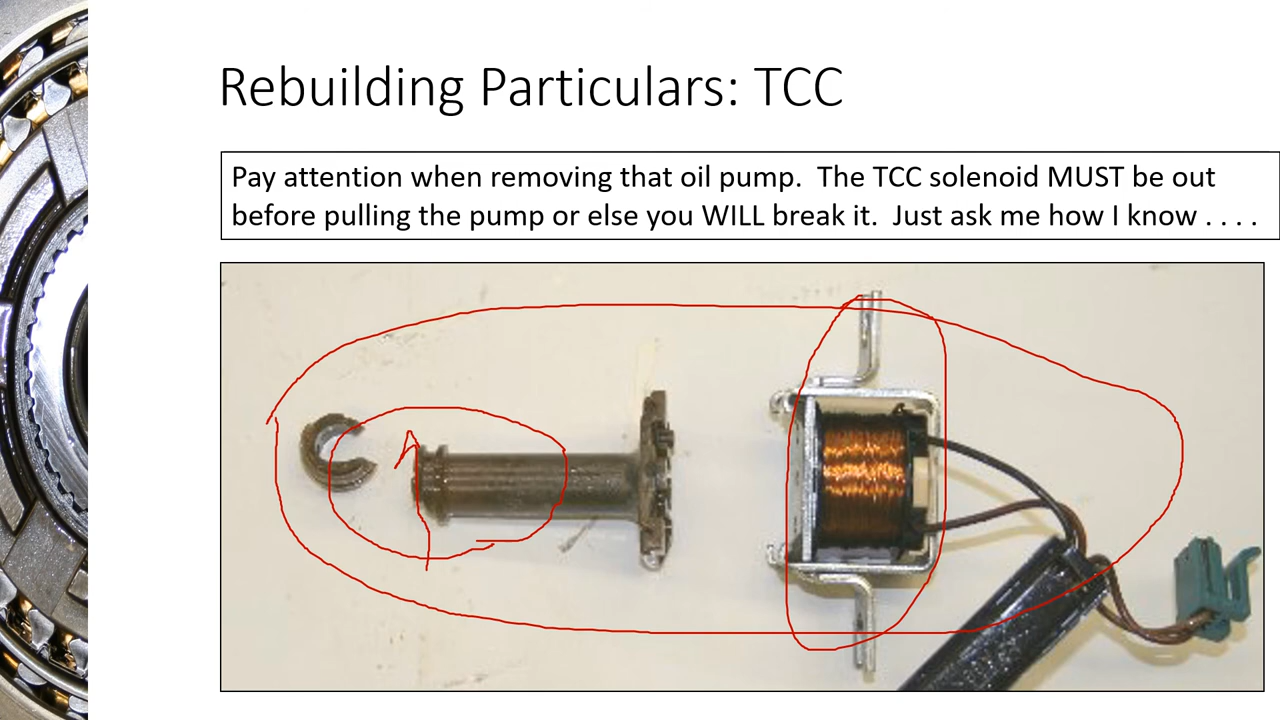 Rebuilding Particulars: TCC
Pay attention when removing that oil pump.  The TCC solenoid MUST be out
before pulling the pump or else you WILL break it.  Just ask me how I know . . . .